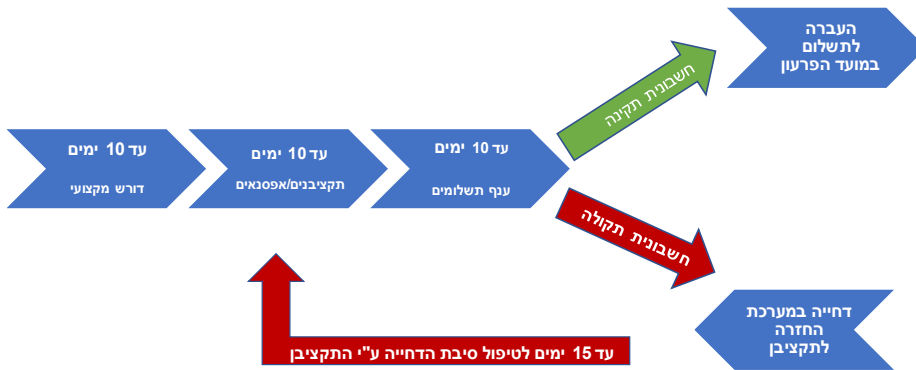 עד 10 ימים
דורש מקצועי
עד 10 ימים
תקציבנים/אפסנאים
עד 10 ימים
ענף תשלומים
חשבונית תקינה
העברה
לתשלום
במועד הפרעון
חשבונית תקולה
דחייה במערכת
החזרה
לתקציבן
עד 15 ימים לטיפול סיבת הדחייה ע"י התקציבן